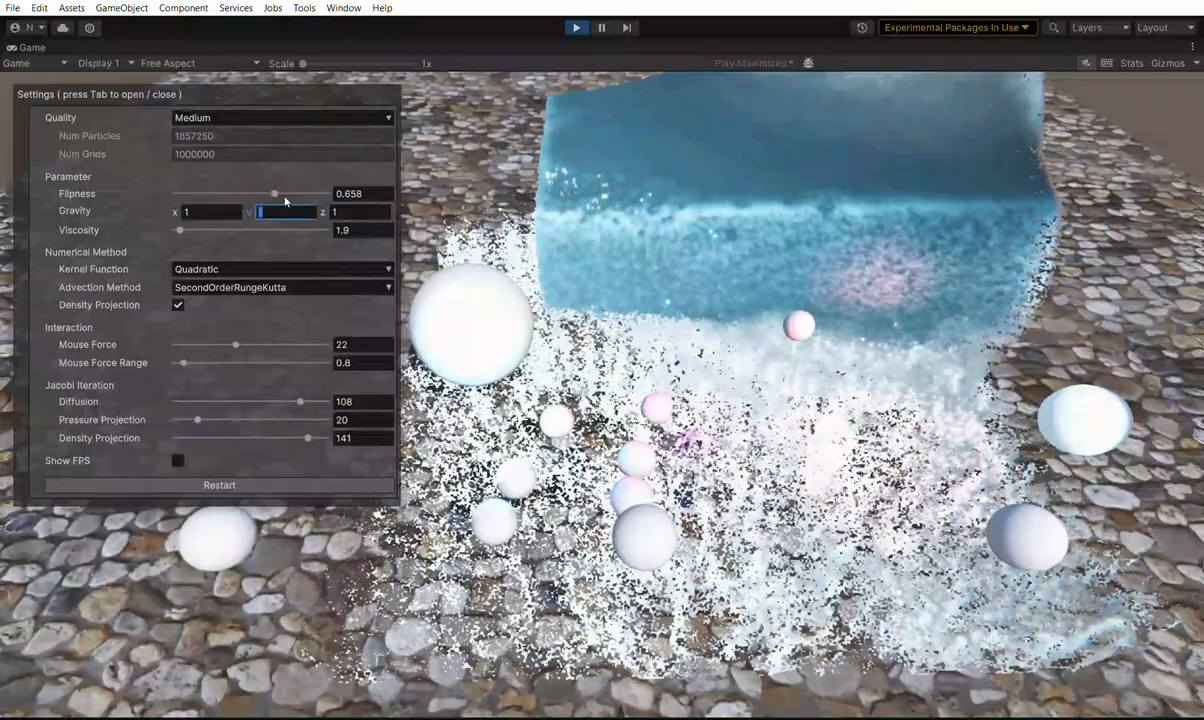 File Edit Assets GameObject Component Services Jobs Tools Window Help
N Experimental Packages In Use Layers Layout
Game
Game Display 1 Free Aspect Scale 1x Play Maximized Stats Gizmos
Settings ( press Tab to open / close )
Quality Medium
Num Particles 1857250
Num Grids 1000000
Parameter
Flipness 0.658
Gravity x 1 y 1 z 1
Viscosity 1.9
Numerical Method
Kernel Function Quadratic
Advection Method SecondOrderRungeKutta
Density Projection
Interaction
Mouse Force 22
Mouse Force Range 0.8
Jacobi Iteration
Diffusion 108
Pressure Projection 20
Density Projection 141
Show FPS
Restart